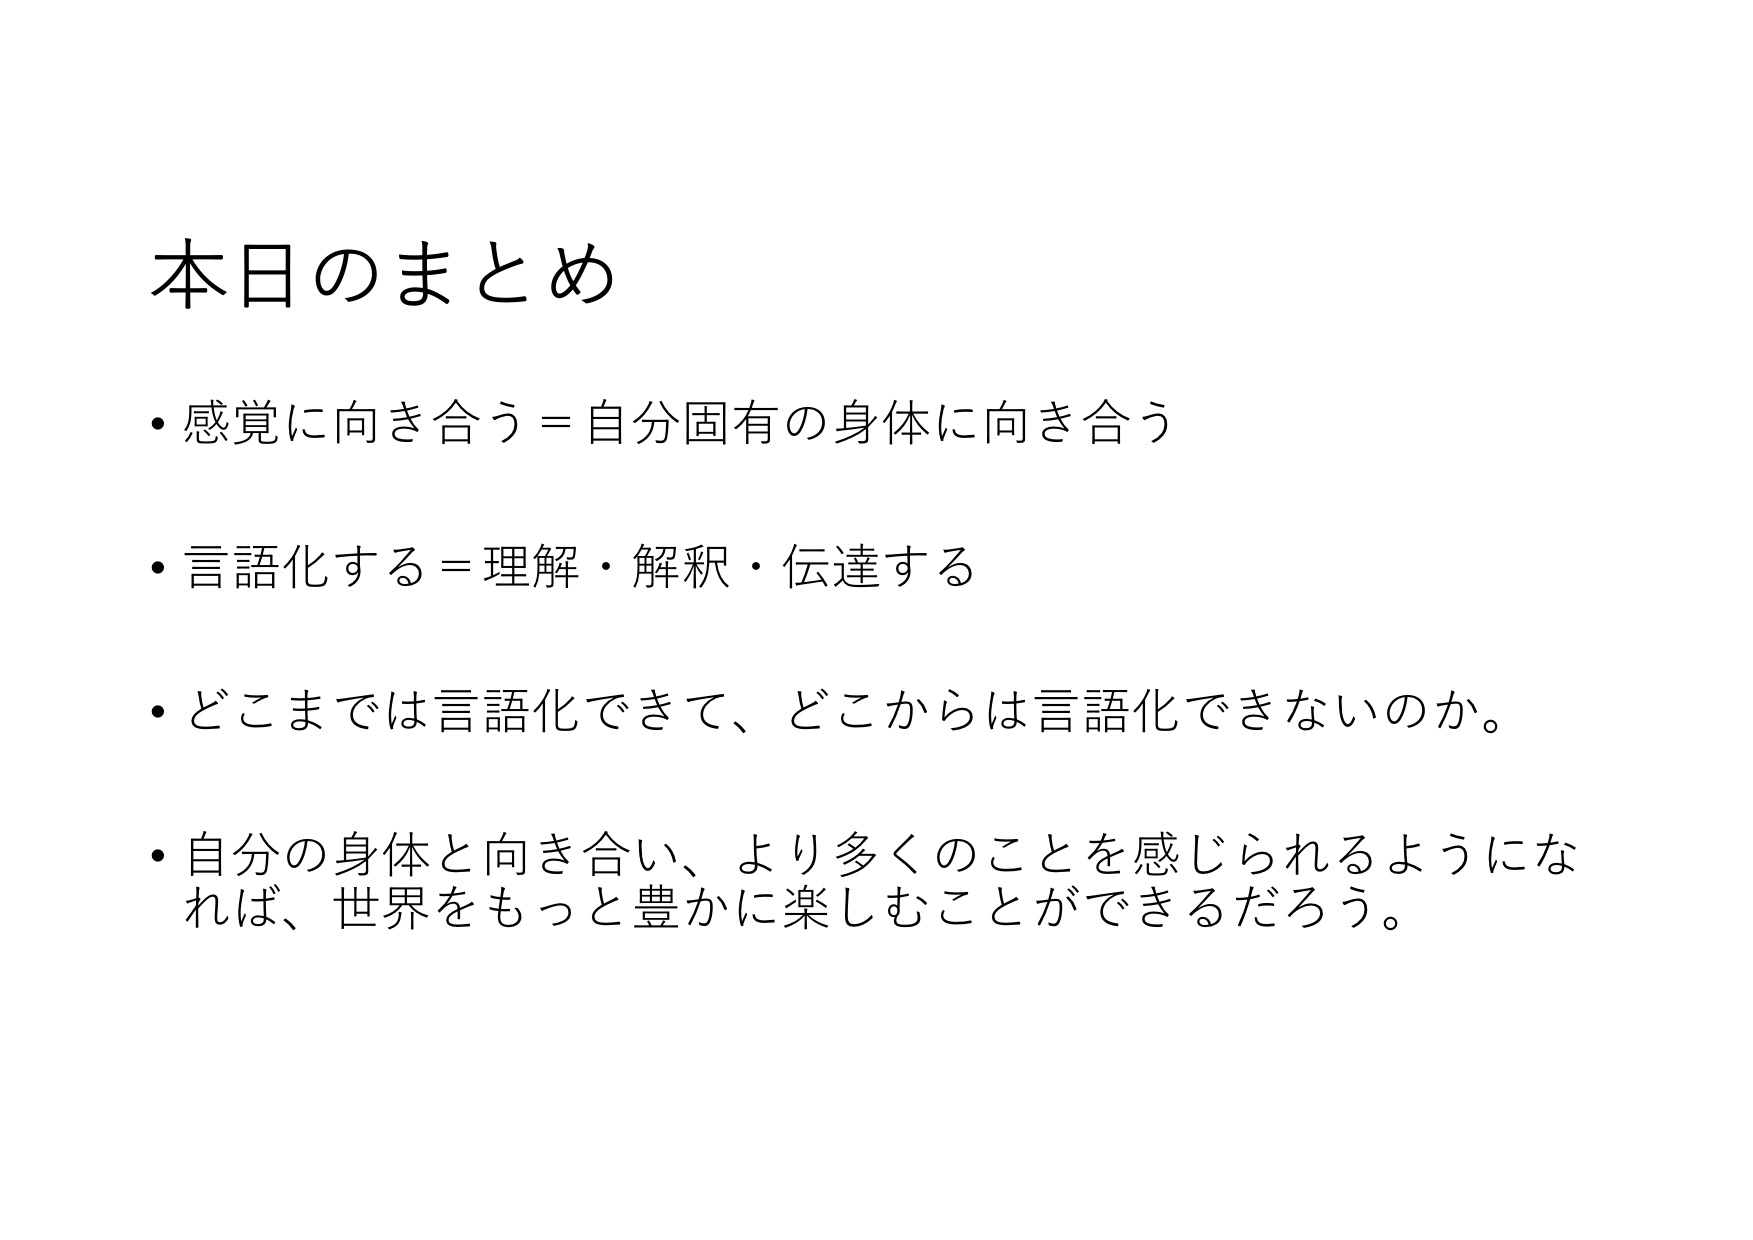 本日のまとめ
• 感覚に向き合う＝自分固有の身体に向き合う
• 言語化する＝理解・解釈・伝達する
• どこまでは言語化できて、どこからは言語化できないのか。
• 自分の身体と向き合い、より多くのことを感じられるようにな
れば、世界をもっと豊かに楽しむことができるだろう。